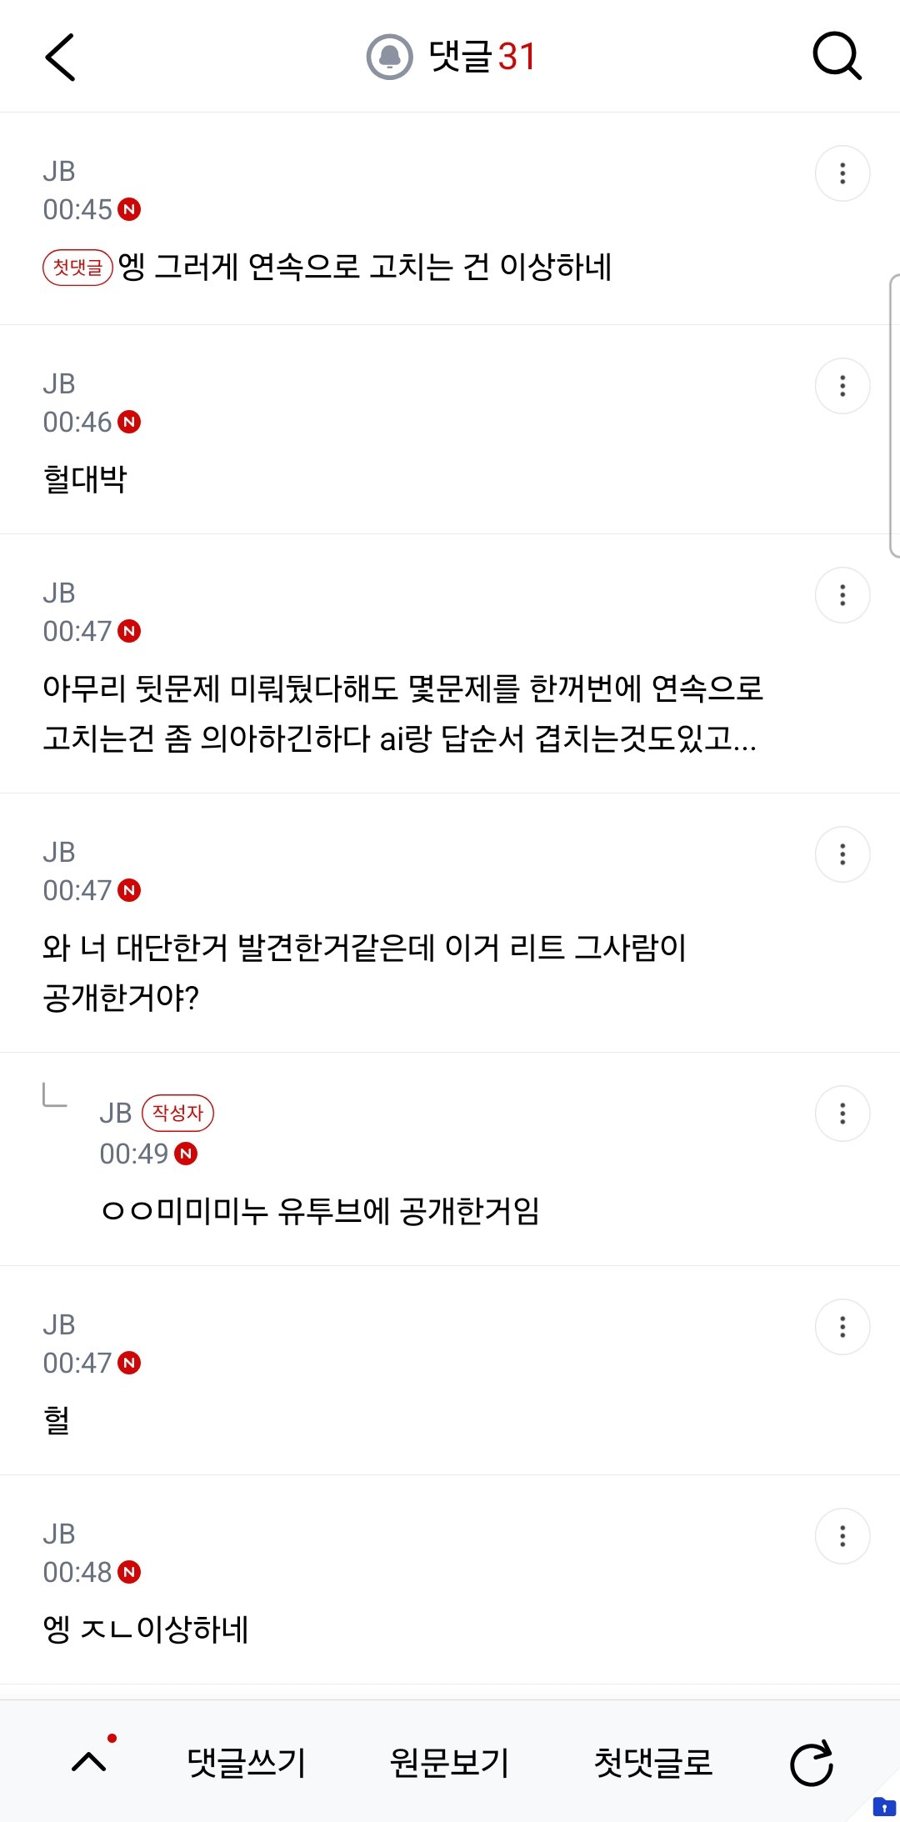 댓글 31
JB
00:45 N
첫댓글 엥 그러게 연속으로 고치는 건 이상하네
JB
00:46 N
헐대박
JB
00:47 N
아무리 뒷문제 미뤄뒀다해도 몇문제를 한꺼번에 연속으로
고치는건 좀 의아하긴하다 ai랑 답순서 겹치는것도있고...
JB
00:47 N
와 너 대단한거 발견한거같은데 이거 리트 그사람이
공개한거야?
JB 작성자
00:49 N
ㅇㅇ미미미누 유투브에 공개한거임
JB
00:47 N
헐
JB
00:48 N
엥 ㅈㄴ이상하네
댓글쓰기 원문보기 첫댓글로